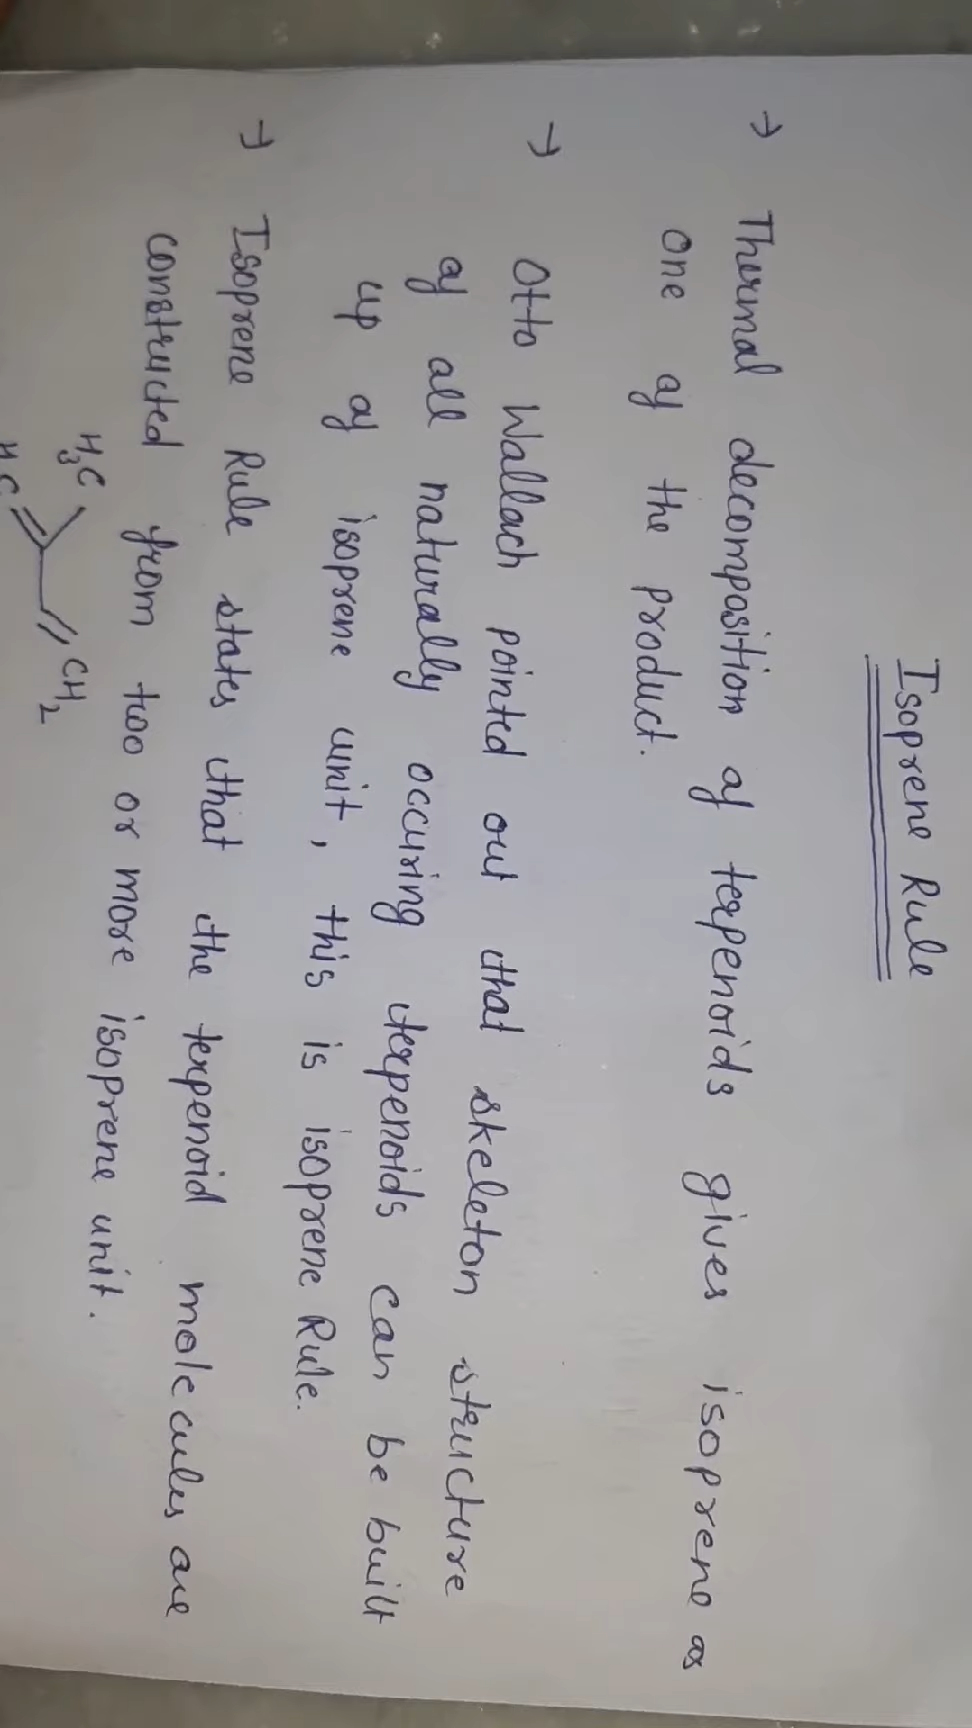 Isoprene Rule
→ Thermal decomposition of terpenoids gives isoprene as
one of the product.
→ Otto Wallach pointed out that skeleton structure
of all naturally occuring terpenoids can be built
up of isoprene unit, this is isoprene Rule.
→ Isoprene Rule states that the terpenoid molecules are
constructed from two or more isoprene unit.
H₃C
CH₂
H C